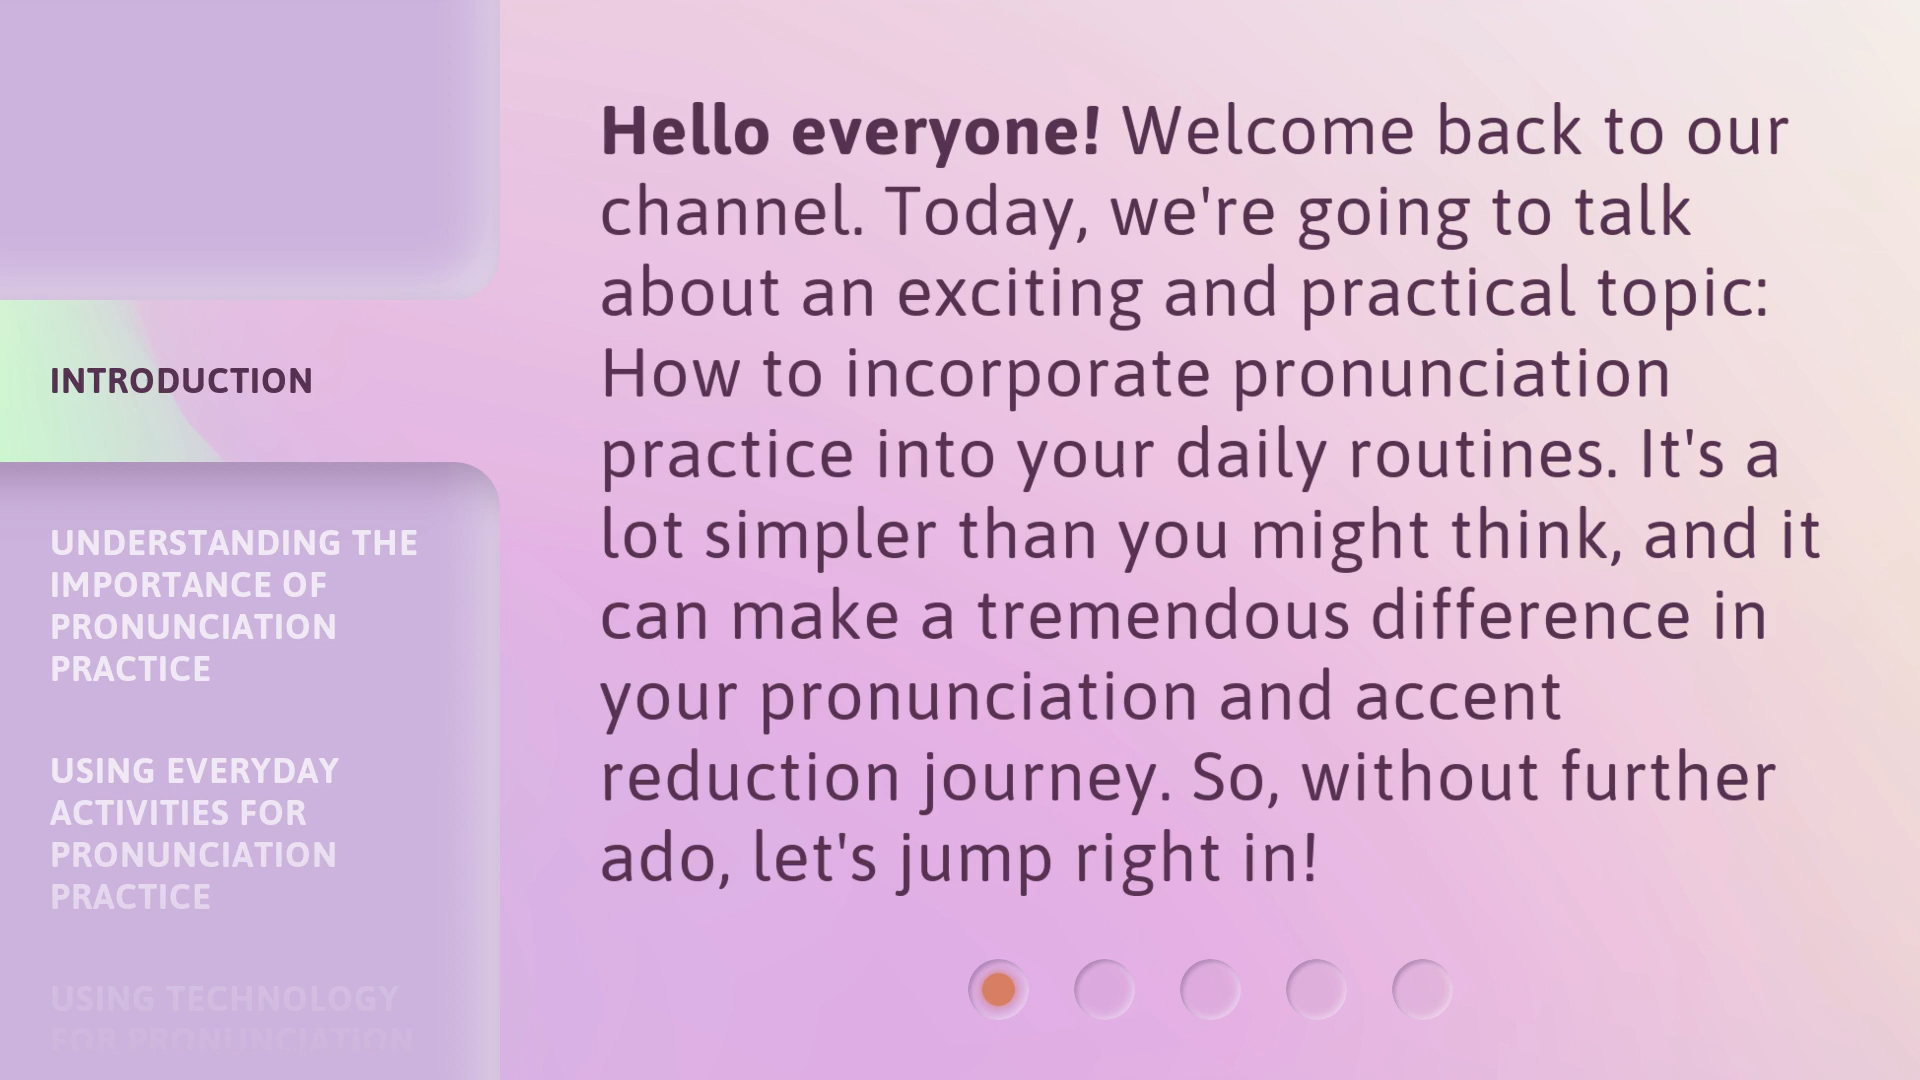 INTRODUCTION
UNDERSTANDING THE
IMPORTANCE OF
PRONUNCIATION
PRACTICE
USING EVERYDAY
ACTIVITIES FOR
PRONUNCIATION
PRACTICE
USING TECHNOLOGY
FOR PRONUNCIATION
Hello everyone! Welcome back to our
channel. Today, we're going to talk
about an exciting and practical topic:
How to incorporate pronunciation
practice into your daily routines. It's a
lot simpler than you might think, and it
can make a tremendous difference in
your pronunciation and accent
reduction journey. So, without further
ado, let's jump right in!